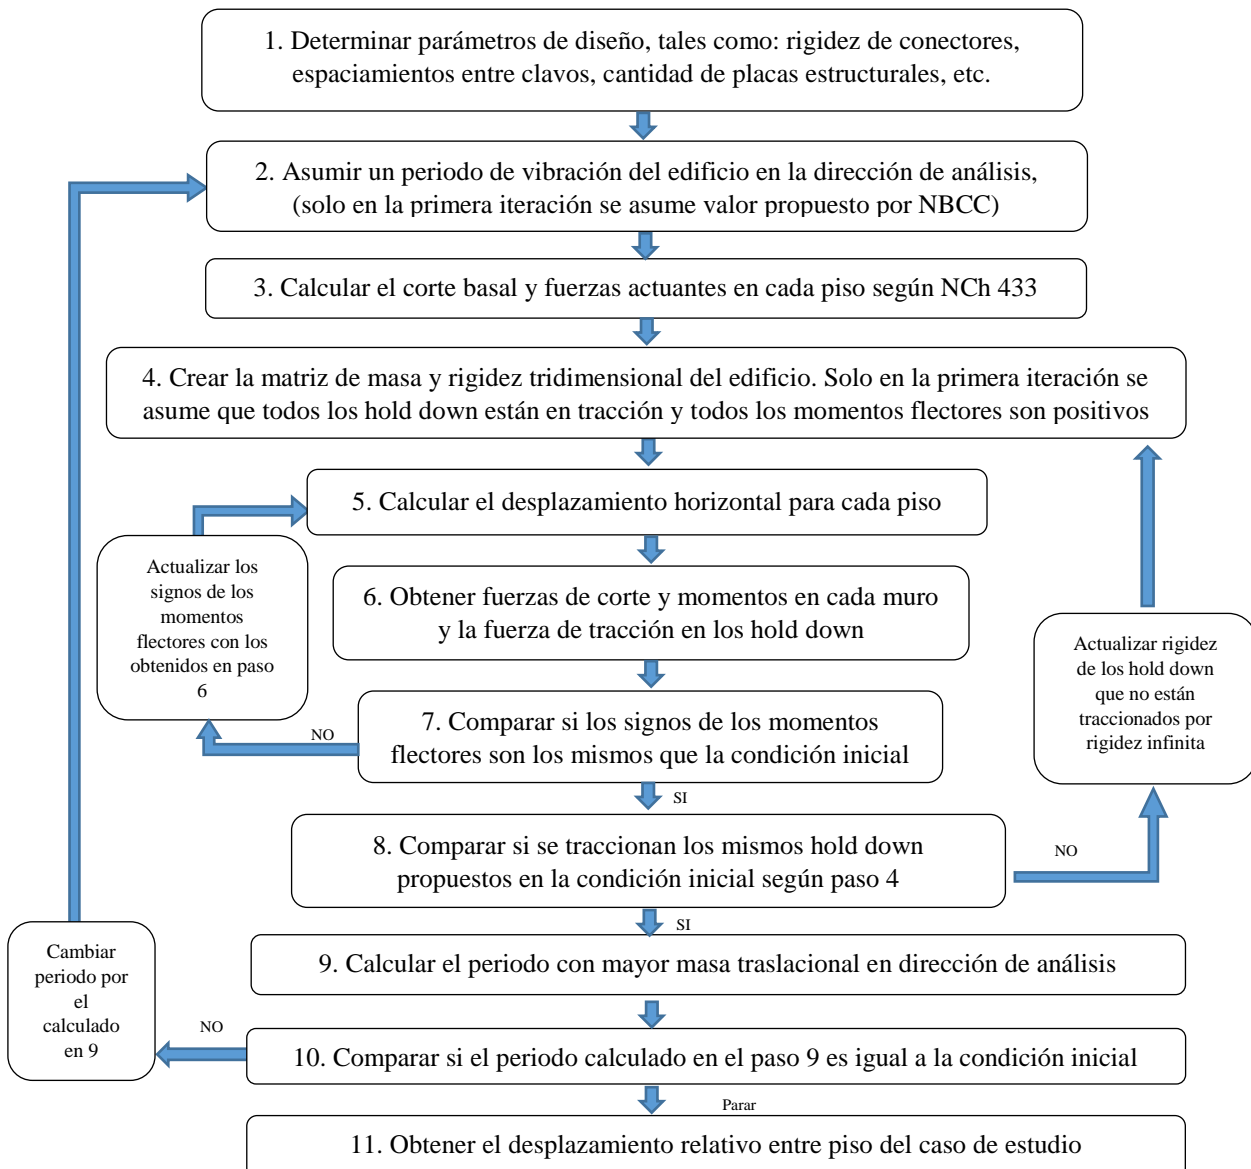 1. Determinar parámetros de diseño, tales como: rigidez de conectores,
espaciamientos entre clavos, cantidad de placas estructurales, etc.
2. Asumir un periodo de vibración del edificio en la dirección de análisis,
(solo en la primera iteración se asume valor propuesto por NBCC)
3. Calcular el corte basal y fuerzas actuantes en cada piso según NCh 433
4. Crear la matriz de masa y rigidez tridimensional del edificio. Solo en la primera iteración se
asume que todos los hold down están en tracción y todos los momentos flectores son positivos
5. Calcular el desplazamiento horizontal para cada piso
Actualizar los
signos de los
momentos
flectores con los
obtenidos en paso
6
6. Obtener fuerzas de corte y momentos en cada muro
y la fuerza de tracción en los hold down
Actualizar rigidez
de los hold down
que no están
traccionados por
rigidez infinita
7. Comparar si los signos de los momentos
flectores son los mismos que la condición inicial
NO
SI
8. Comparar si se traccionan los mismos hold down
propuestos en la condición inicial según paso 4
NO
SI
9. Calcular el periodo con mayor masa traslacional en dirección de análisis
Cambiar
periodo por
el
calculado
en 9
NO
10. Comparar si el periodo calculado en el paso 9 es igual a la condición inicial
Parar
11. Obtener el desplazamiento relativo entre piso del caso de estudio